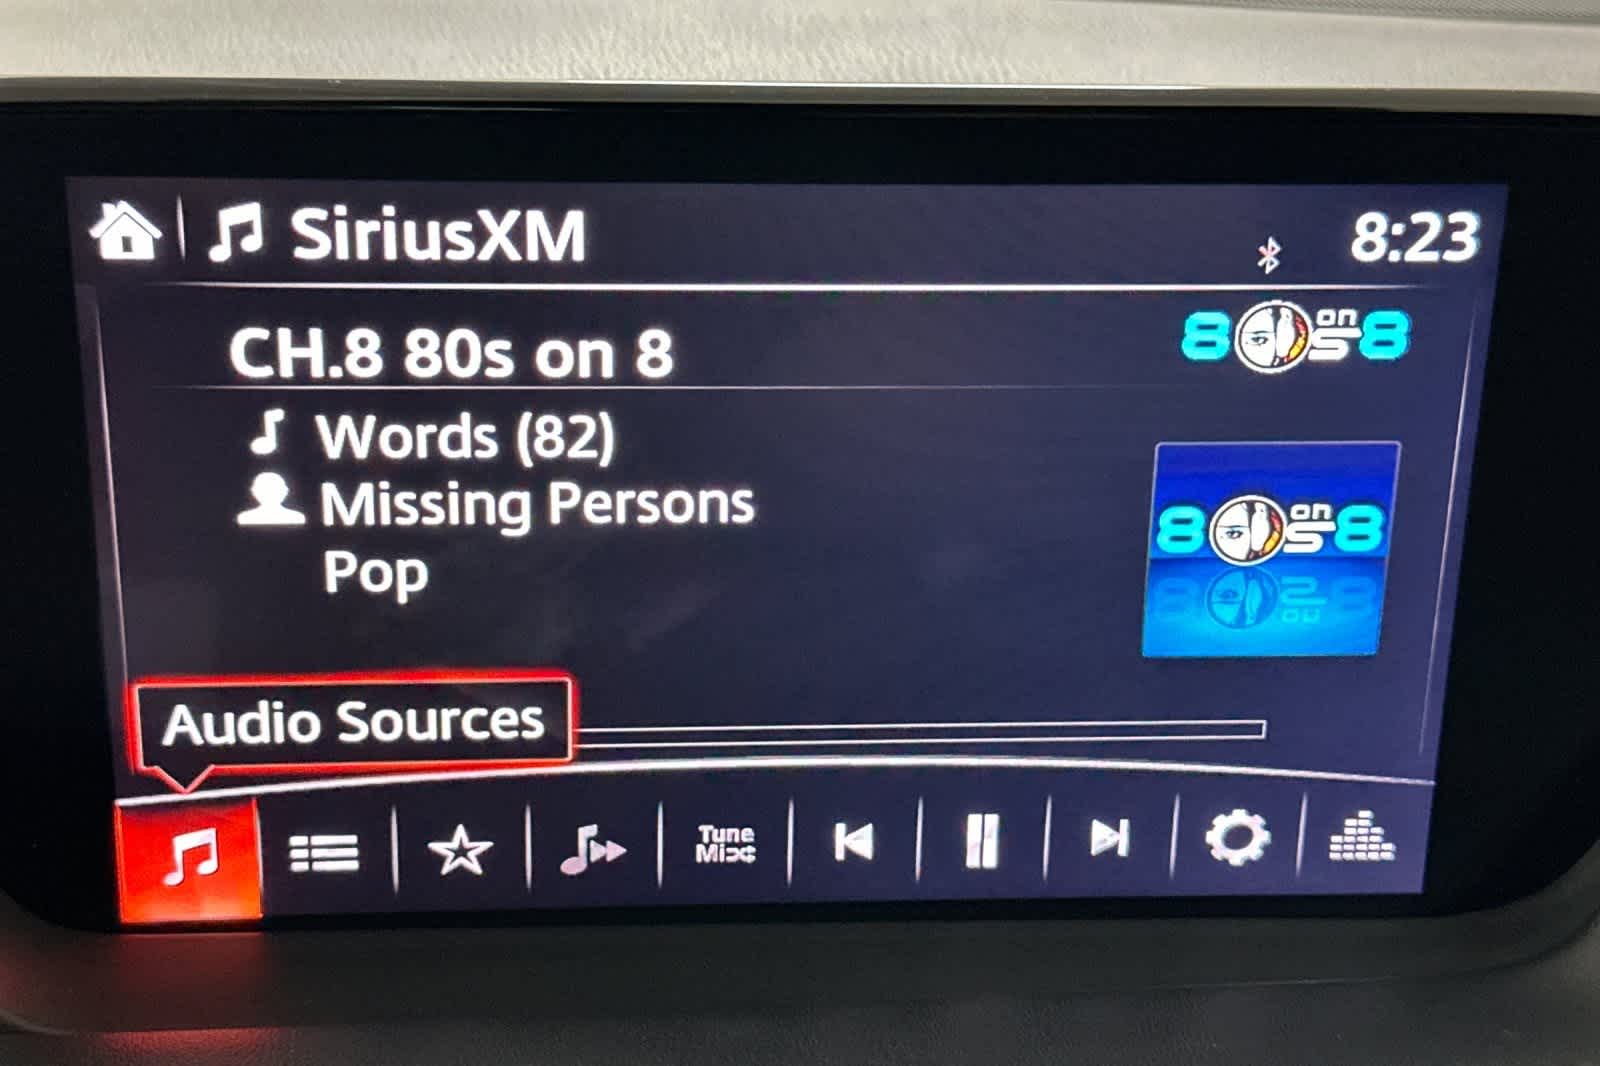 SiriusXM
8:23
CH.8 80s on 8
80s on 8
Words (82)
Missing Persons
Pop
80s on 8
Audio Sources
Tune
Mix